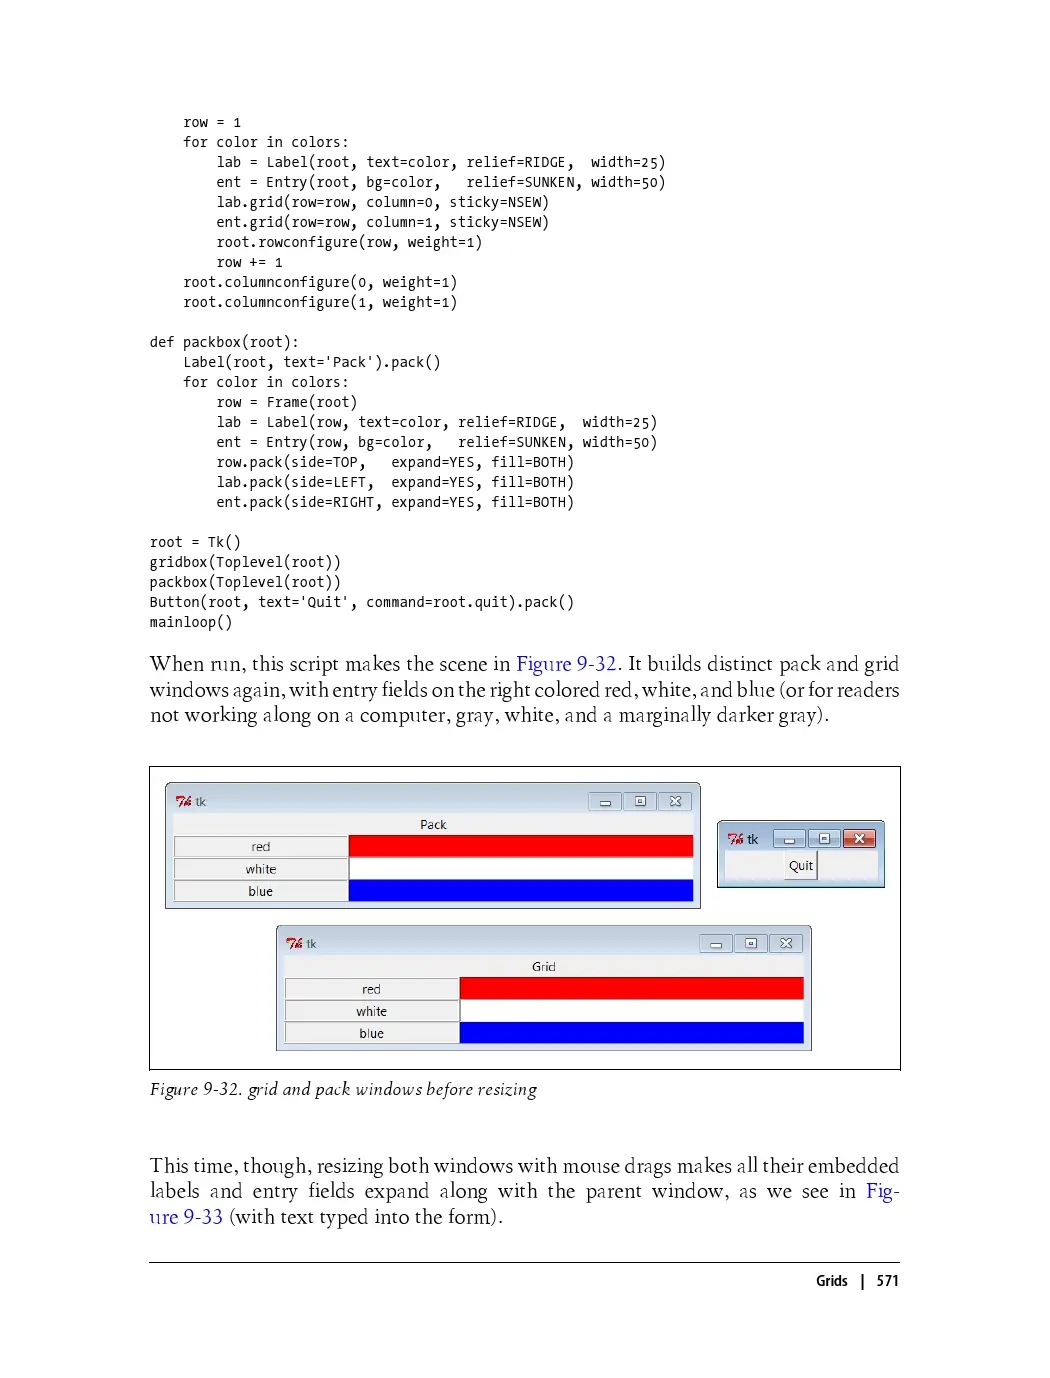 row = 1
for color in colors:
lab = Label(root, text=color, relief=RIDGE,  width=25)
ent = Entry(root, bg=color,   relief=SUNKEN, width=50)
lab.grid(row=row, column=0, sticky=NSEW)
ent.grid(row=row, column=1, sticky=NSEW)
root.rowconfigure(row, weight=1)
row += 1
root.columnconfigure(0, weight=1)
root.columnconfigure(1, weight=1)
def packbox(root):
Label(root, text='Pack').pack()
for color in colors:
row = Frame(root)
lab = Label(row, text=color, relief=RIDGE,  width=25)
ent = Entry(row, bg=color,   relief=SUNKEN, width=50)
row.pack(side=TOP,   expand=YES, fill=BOTH)
lab.pack(side=LEFT,  expand=YES, fill=BOTH)
ent.pack(side=RIGHT, expand=YES, fill=BOTH)
root = Tk()
gridbox(Toplevel(root))
packbox(Toplevel(root))
Button(root, text='Quit', command=root.quit).pack()
mainloop()
When run, this script makes the scene in Figure 9-32. It builds distinct pack and grid
windows again, with entry fields on the right colored red, white, and blue (or for readers
not working along on a computer, gray, white, and a marginally darker gray).
tk
Pack
red
white
blue
tk
Quit
tk
Grid
red
white
blue
Figure 9-32. grid and pack windows before resizing
This time, though, resizing both windows with mouse drags makes all their embedded
labels and entry fields expand along with the parent window, as we see in Fig-
ure 9-33 (with text typed into the form).
Grids | 571